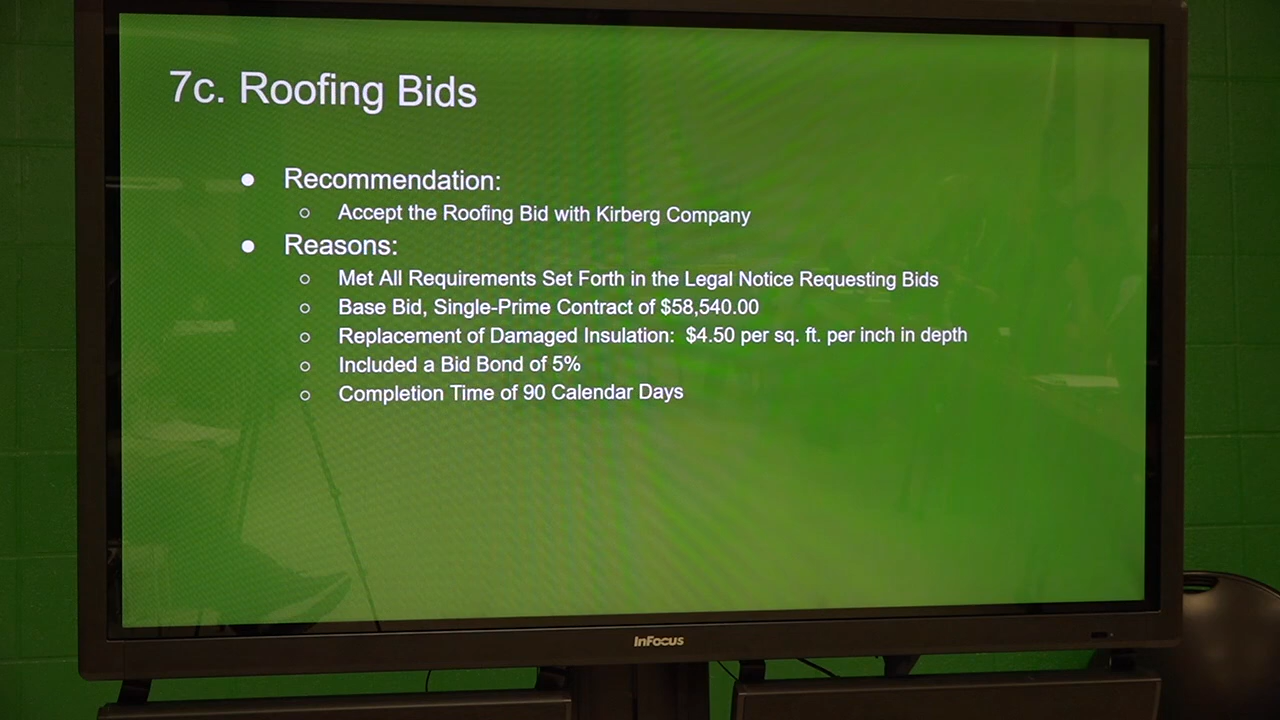 7c. Roofing Bids
● Recommendation:
○ Accept the Roofing Bid with Kirberg Company
● Reasons:
○ Met All Requirements Set Forth in the Legal Notice Requesting Bids
○ Base Bid, Single-Prime Contract of $58,540.00
○ Replacement of Damaged Insulation:  $4.50 per sq. ft. per inch in depth
○ Included a Bid Bond of 5%
○ Completion Time of 90 Calendar Days
InFocus